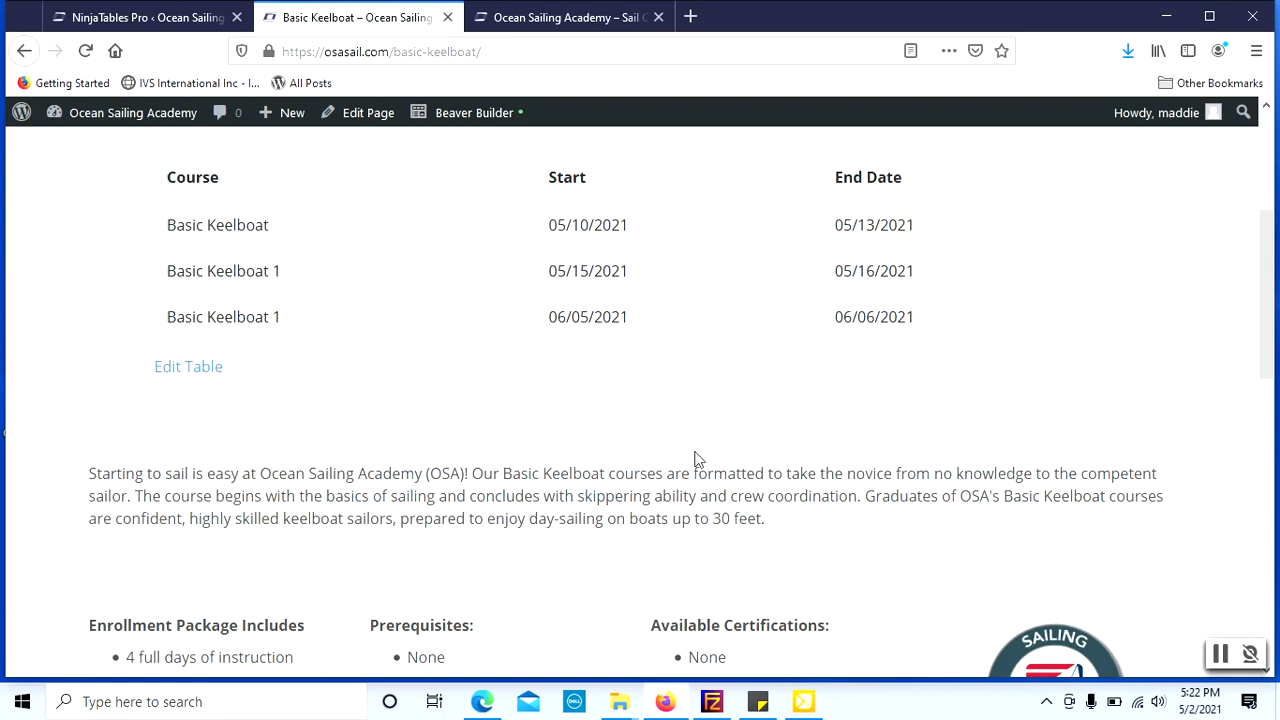 NinjaTables Pro ‹ Ocean Sailing
Basic Keelboat – Ocean Sailing
Ocean Sailing Academy – Sail
https://osasail.com/basic-keelboat/
Getting Started IVS International Inc - I... All Posts Other Bookmarks
Ocean Sailing Academy 0 New Edit Page Beaver Builder Howdy, maddie
Course Start End Date
Basic Keelboat 05/10/2021 05/13/2021
Basic Keelboat 1 05/15/2021 05/16/2021
Basic Keelboat 1 06/05/2021 06/06/2021
Edit Table
Starting to sail is easy at Ocean Sailing Academy (OSA)! Our Basic Keelboat courses are formatted to take the novice from no knowledge to the competent
sailor. The course begins with the basics of sailing and concludes with skippering ability and crew coordination. Graduates of OSA's Basic Keelboat courses
are confident, highly skilled keelboat sailors, prepared to enjoy day-sailing on boats up to 30 feet.
Enrollment Package Includes Prerequisites: Available Certifications:
• 4 full days of instruction • None • None
SAILING
Type here to search
DELL
5:22 PM
5/2/2021